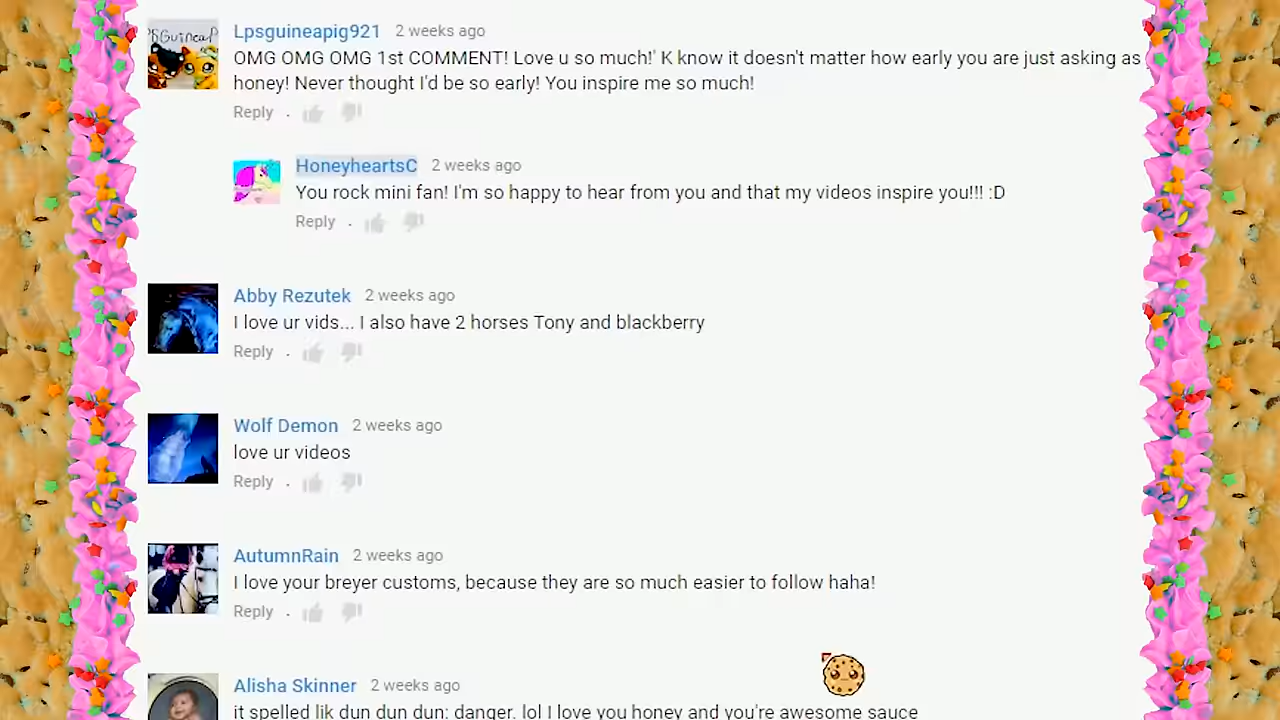 Lpsguineapig921 2 weeks ago
OMG OMG OMG 1st COMMENT! Love u so much!' K know it doesn't matter how early you are just asking as
honey! Never thought I'd be so early! You inspire me so much!
Reply .
HoneyheartsC 2 weeks ago
You rock mini fan! I'm so happy to hear from you and that my videos inspire you!!! :D
Reply .
Abby Rezutek 2 weeks ago
I love ur vids... I also have 2 horses Tony and blackberry
Reply .
Wolf Demon 2 weeks ago
love ur videos
Reply .
AutumnRain 2 weeks ago
I love your breyer customs, because they are so much easier to follow haha!
Reply .
Alisha Skinner 2 weeks ago
it spelled lik dun dun dun: danger. lol I love you honey and you're awesome sauce